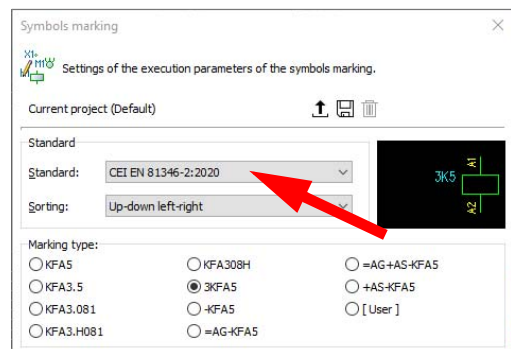 Symbols marking
X1-
M1
Settings of the execution parameters of the symbols marking.
Current project (Default)
Standard
Standard: CEI EN 81346-2:2020
Sorting: Up-down left-right
3K5
A1
A2
Marking type:
KFA5 KFA308H =AG+AS-KFA5
KFA3.5 3KFA5 +AS-KFA5
KFA3.081 -KFA5 [ User ]
KFA3.H081 =AG-KFA5